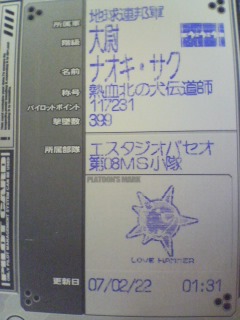 所属軍 地球連邦軍
階級 大尉
名前 ナオキ・サク
称号 熱血北の犬伝道師
パイロットポイント 117231
撃墜数 399
所属部隊 エスタジオパセオ
第08MS小隊
PLATOON'S MARK
LOVE HAMMER
更新日 07/02/22 01:31
PILOT CARD